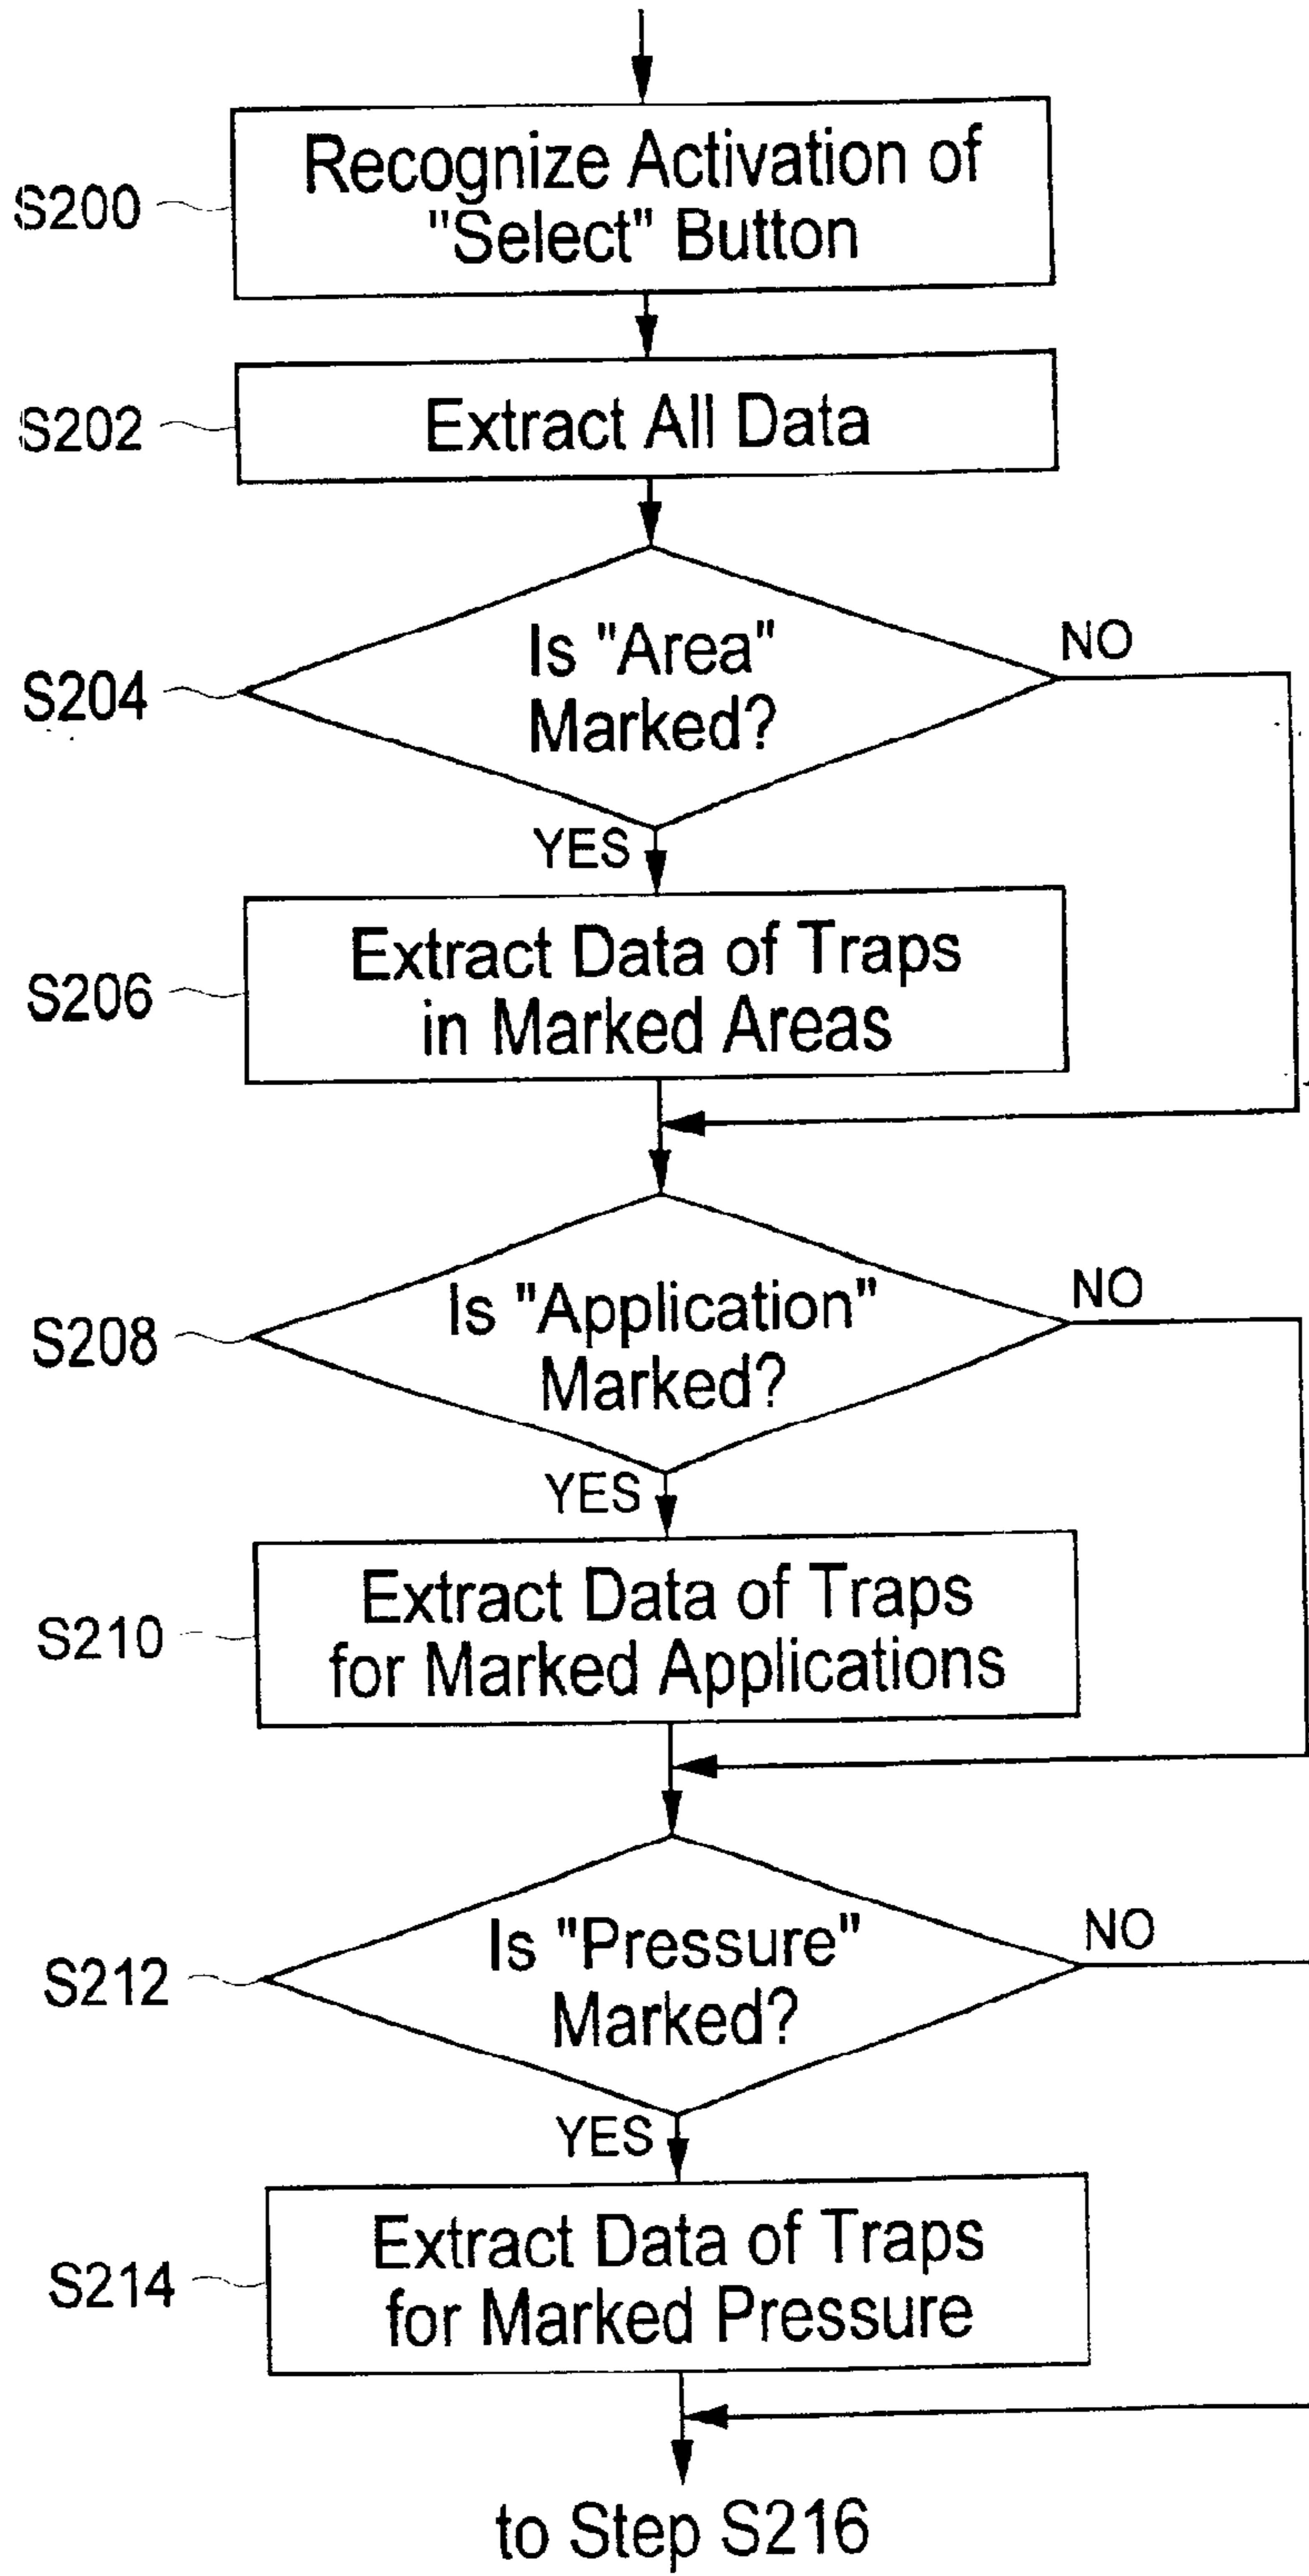 S200
Recognize Activation of
"Select" Button
S202
Extract All Data
S204
Is "Area"
Marked?
NO
YES
S206
Extract Data of Traps
in Marked Areas
S208
Is "Application"
Marked?
NO
YES
S210
Extract Data of Traps
for Marked Applications
S212
Is "Pressure"
Marked?
NO
YES
S214
Extract Data of Traps
for Marked Pressure
to Step S216